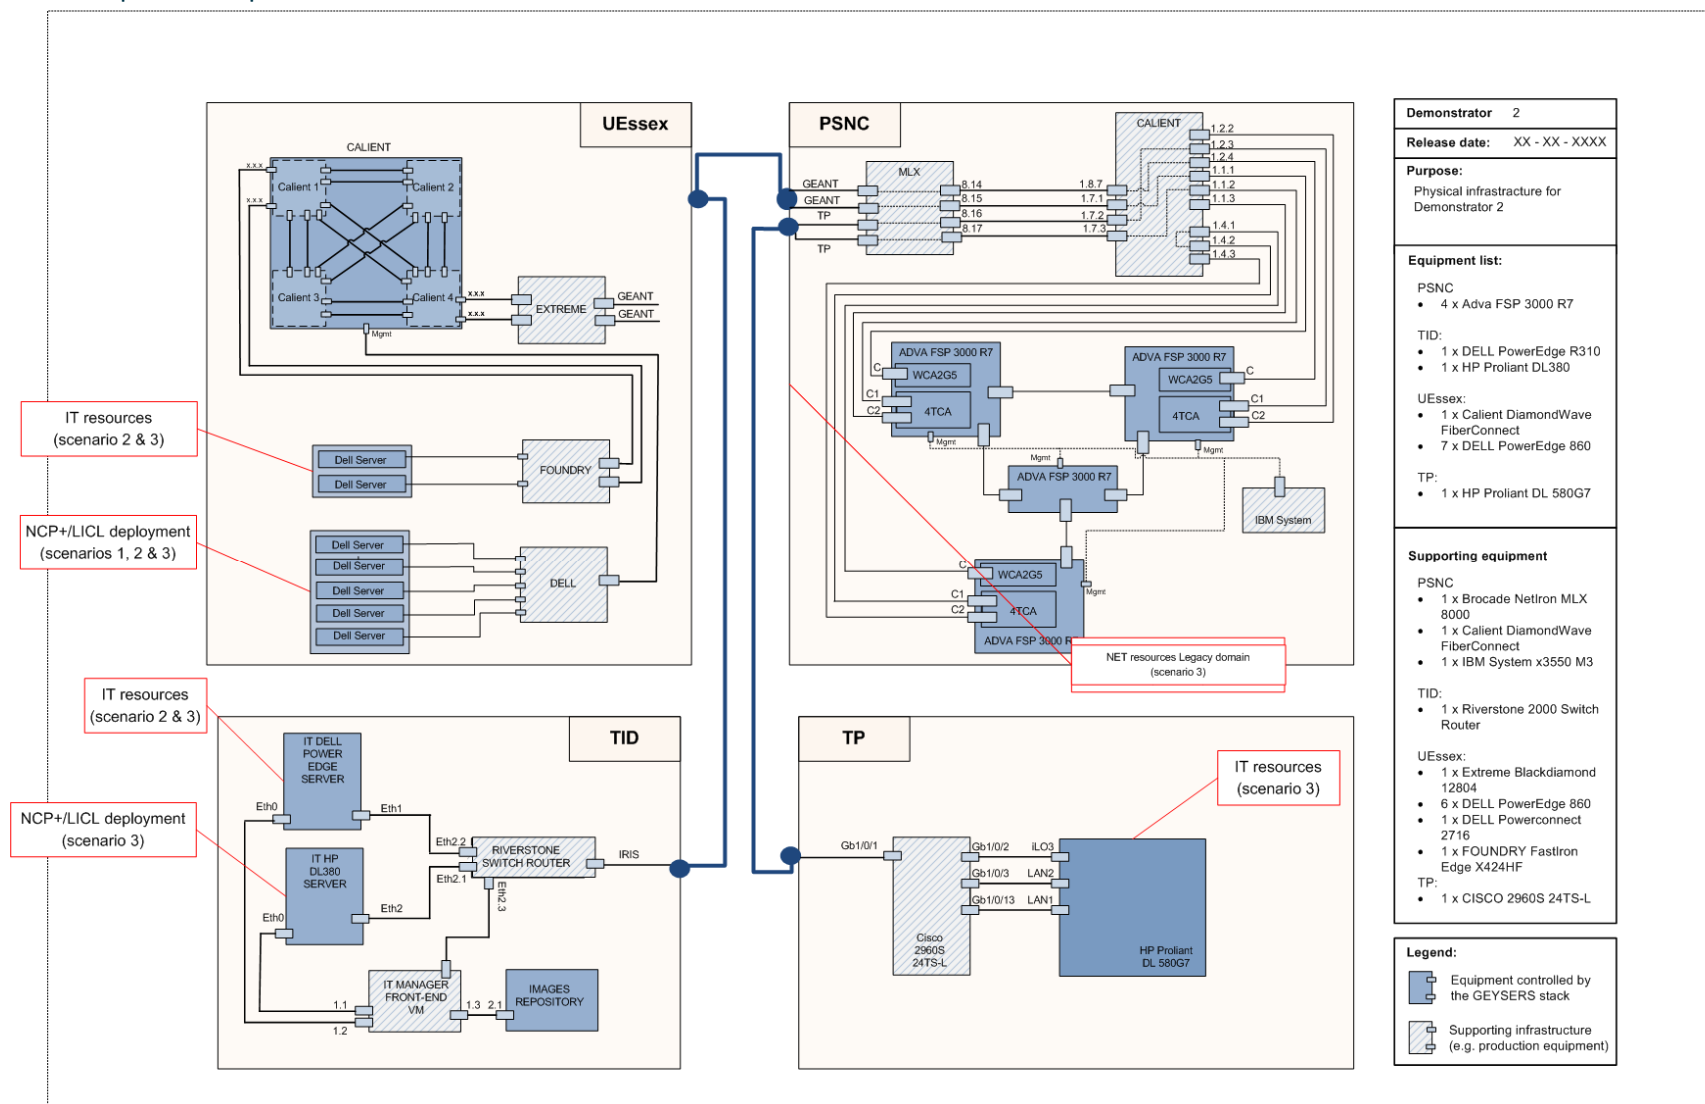 UEssex
CALIENT
x.x.x
x.x.x
Calient 1
Calient 2
Calient 3
Calient 4
x.x.x
x.x.x
Mgmt
EXTREME
GEANT
GEANT
IT resources
(scenario 2 & 3)
Dell Server
Dell Server
FOUNDRY
NCP+/LICL deployment
(scenarios 1, 2 & 3)
Dell Server
Dell Server
Dell Server
Dell Server
Dell Server
DELL
PSNC
GEANT
GEANT
TP
TP
MLX
8.14
8.15
8.16
8.17
1.8.7
1.7.1
1.7.2
1.7.3
CALIENT
1.2.2
1.2.3
1.2.4
1.1.1
1.1.2
1.1.3
1.4.1
1.4.2
1.4.3
ADVA FSP 3000 R7
C
WCA2G5
C1
C2
4TCA
Mgmt
ADVA FSP 3000 R7
WCA2G5
C
4TCA
C1
C2
Mgmt
Mgmt
ADVA FSP 3000 R7
IBM System
C
WCA2G5
C1
C2
4TCA
Mgmt
ADVA FSP 3000 R7
NET resources Legacy domain
(scenario 3)
IT resources
(scenario 2 & 3)
TID
IT DELL
POWER
EDGE
SERVER
Eth0
Eth1
NCP+/LICL deployment
(scenario 3)
IT HP
DL380
SERVER
Eth0
Eth2
Eth2.2
Eth2.1
RIVERSTONE
SWITCH ROUTER
IRIS
Eth2.3
IT MANAGER
FRONT-END
VM
1.1
1.2
1.3
2.1
IMAGES
REPOSITORY
TP
IT resources
(scenario 3)
Gb1/0/1
Gb1/0/2
Gb1/0/3
Gb1/0/13
iLO3
LAN2
LAN1
Cisco
2960S
24TS-L
HP Proliant
DL 580G7
Demonstrator 2
Release date: XX - XX - XXXX
Purpose:
Physical infrastracture for
Demonstrator 2
Equipment list:
PSNC
• 4 x Adva FSP 3000 R7
TID:
• 1 x DELL PowerEdge R310
• 1 x HP Proliant DL380
UEssex:
• 1 x Calient DiamondWave
FiberConnect
• 7 x DELL PowerEdge 860
TP:
• 1 x HP Proliant DL 580G7
Supporting equipment
PSNC
• 1 x Brocade NetIron MLX
8000
• 1 x Calient DiamondWave
FiberConnect
• 1 x IBM System x3550 M3
TID:
• 1 x Riverstone 2000 Switch
Router
UEssex:
• 1 x Extreme Blackdiamond
12804
• 6 x DELL PowerEdge 860
• 1 x DELL Powerconnect
2716
• 1 x FOUNDRY FastIron
Edge X424HF
TP:
• 1 x CISCO 2960S 24TS-L
Legend:
Equipment controlled by
the GEYSERS stack
Supporting infrastructure
(e.g. production equipment)